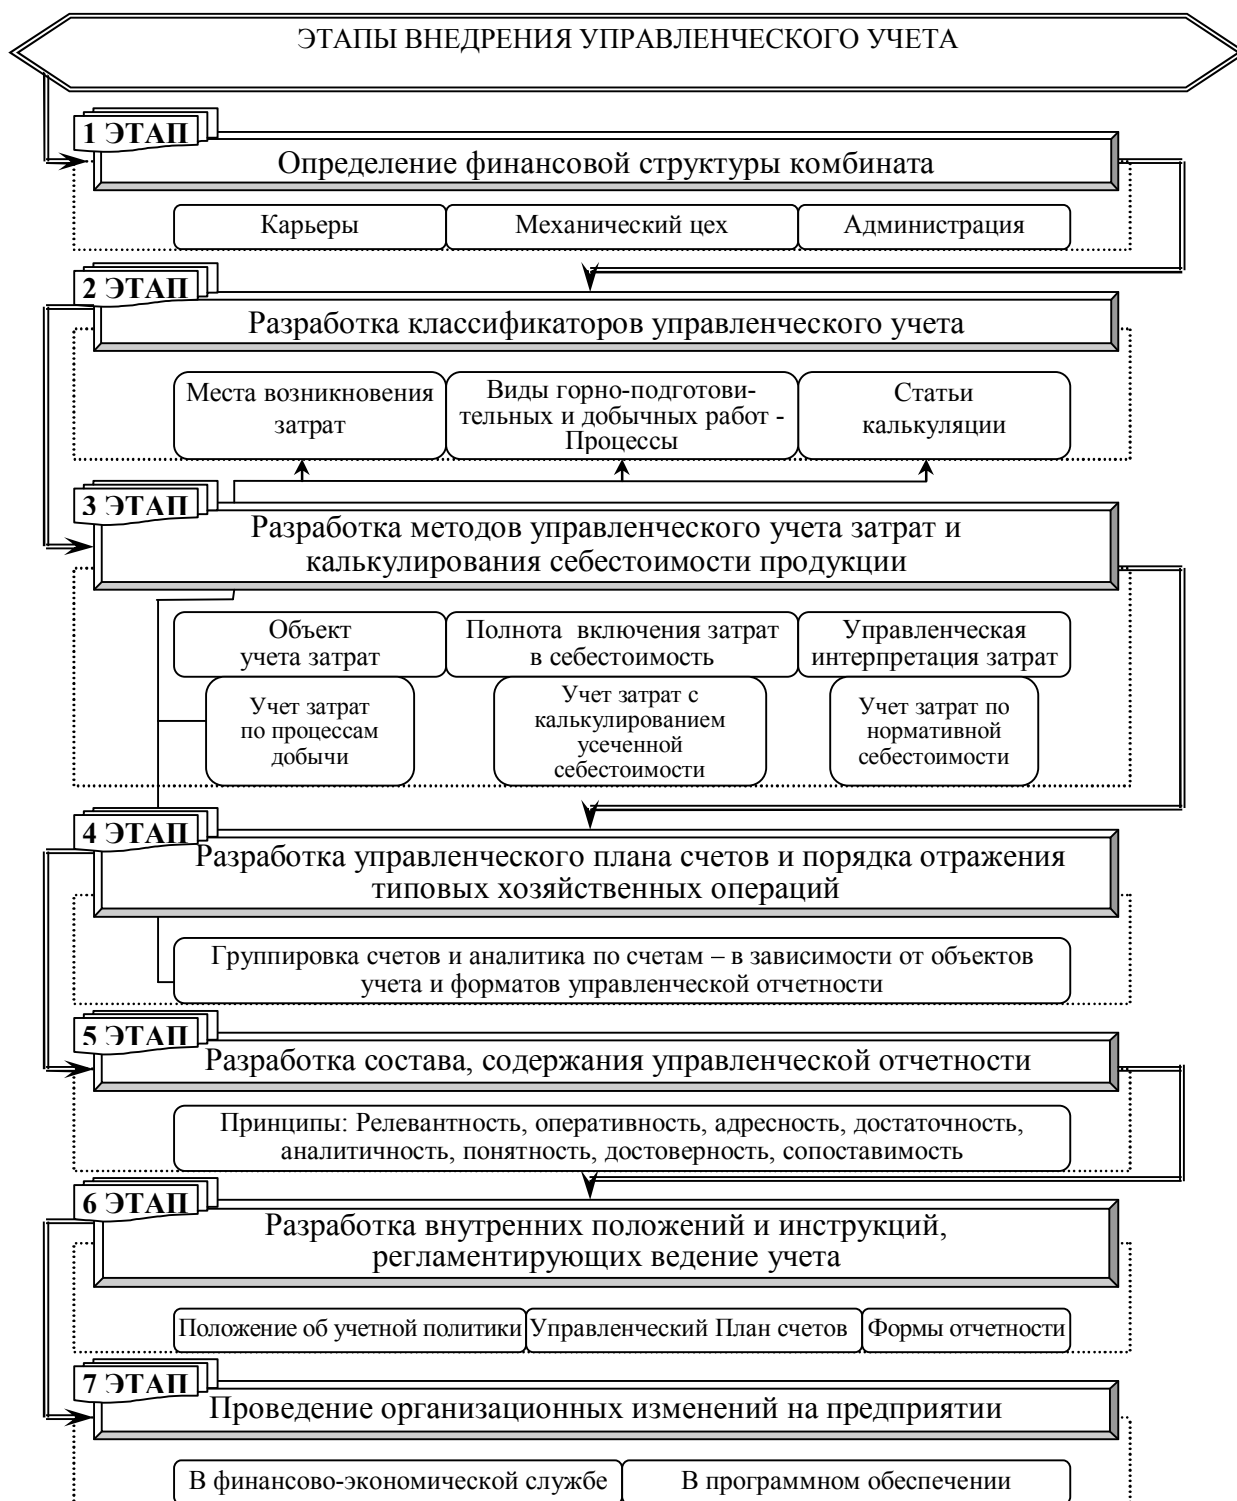 ЭТАПЫ ВНЕДРЕНИЯ УПРАВЛЕНЧЕСКОГО УЧЕТА
1 ЭТАП
Определение финансовой структуры комбината
Карьеры
Механический цех
Администрация
2 ЭТАП
Разработка классификаторов управленческого учета
Места возникновения
затрат
Виды горно-подготови-
тельных и добычных работ -
Процессы
Статьи
калькуляции
3 ЭТАП
Разработка методов управленческого учета затрат и
калькулирования себестоимости продукции
Объект
учета затрат
Полнота включения затрат
в себестоимость
Управленческая
интерпретация затрат
Учет затрат
по процессам
добычи
Учет затрат с
калькулированием
усеченной
себестоимости
Учет затрат по
нормативной
себестоимости
4 ЭТАП
Разработка управленческого плана счетов и порядка отражения
типовых хозяйственных операций
Группировка счетов и аналитика по счетам – в зависимости от объектов
учета и форматов управленческой отчетности
5 ЭТАП
Разработка состава, содержания управленческой отчетности
Принципы: Релевантность, оперативность, адресность, достаточность,
аналитичность, понятность, достоверность, сопоставимость
6 ЭТАП
Разработка внутренних положений и инструкций,
регламентирующих ведение учета
Положение об учетной политики
Управленческий План счетов
Формы отчетности
7 ЭТАП
Проведение организационных изменений на предприятии
В финансово-экономической службе
В программном обеспечении